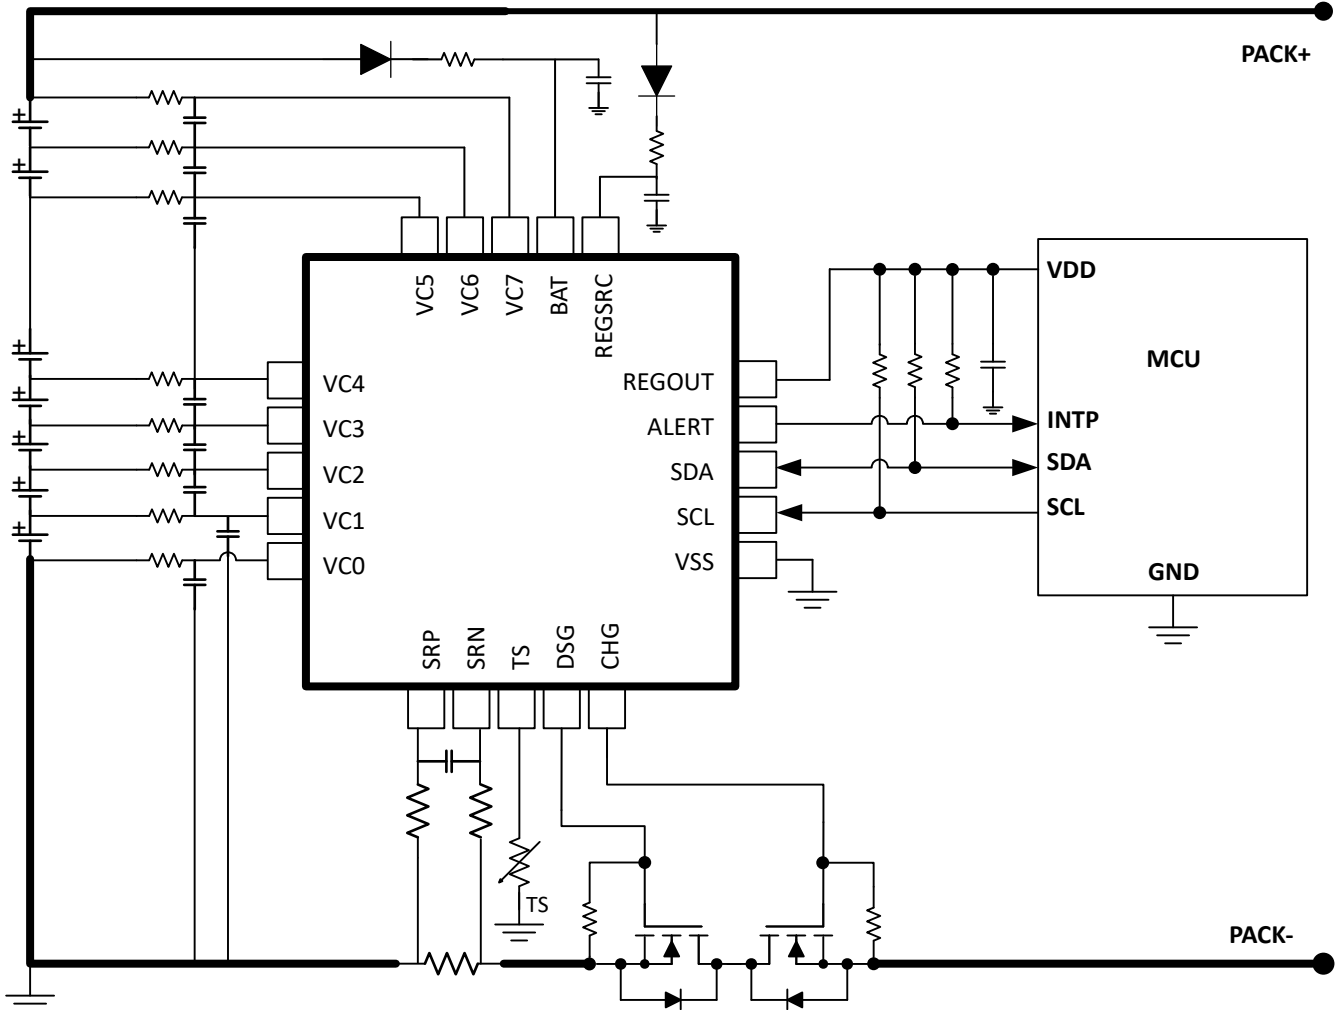 PACK+
+
+
VC5
VC6
VC7
BAT
REGSRC
VDD
+
MCU
VC4
REGOUT
+
VC3
ALERT
INTP
+
VC2
SDA
SDA
+
VC1
SCL
SCL
+
VC0
VSS
GND
SRP
SRN
TS
DSG
CHG
TS
PACK-